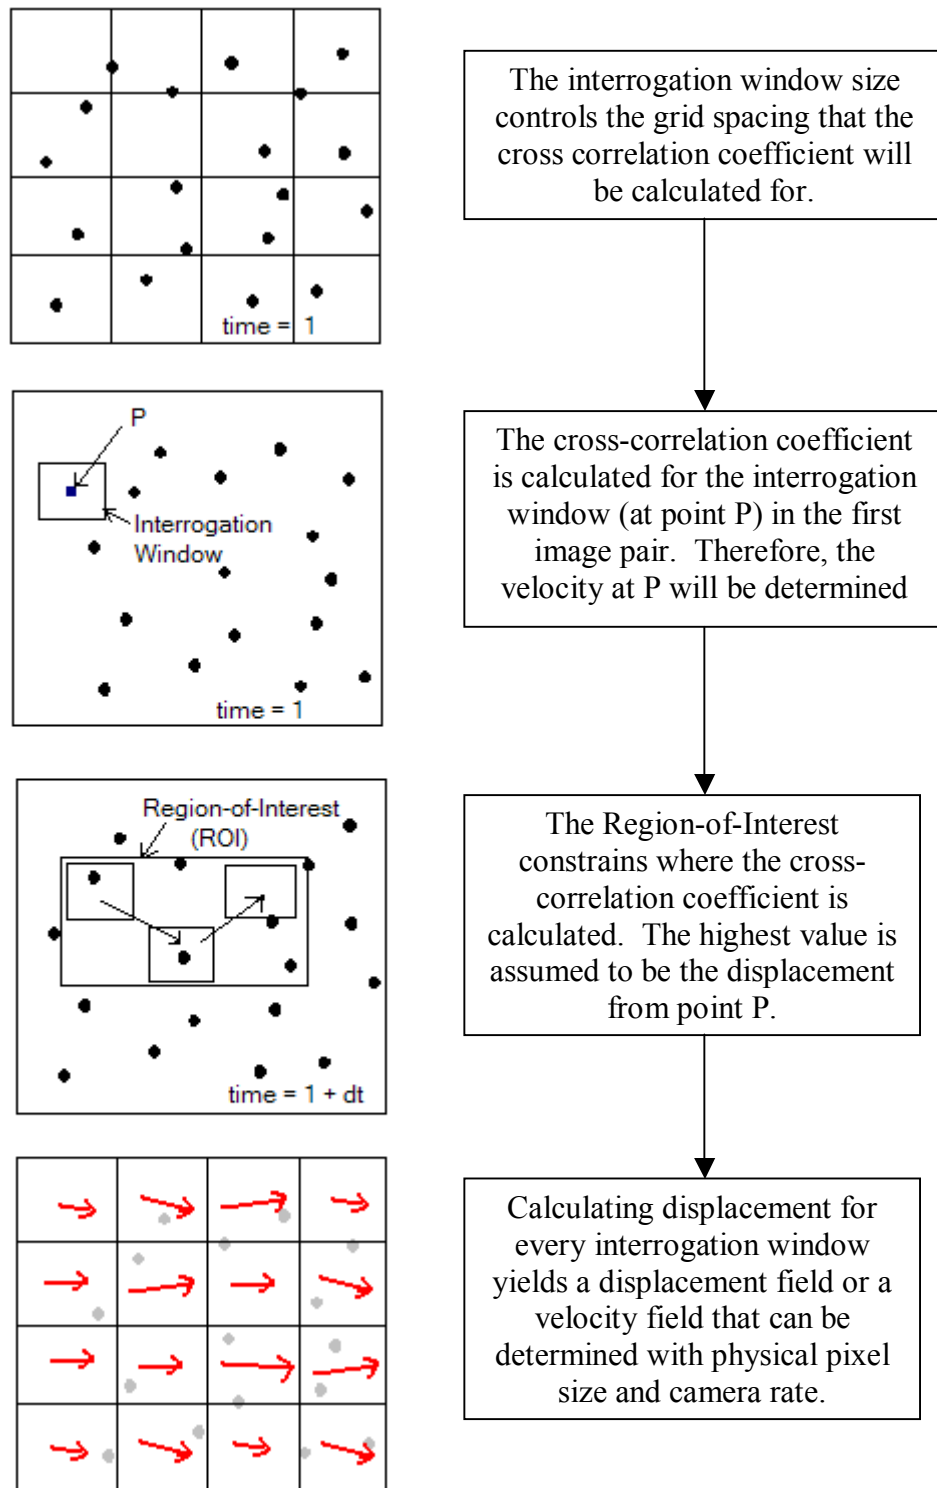 time = 1
The interrogation window size
controls the grid spacing that the
cross correlation coefficient will
be calculated for.
P
Interrogation
Window
time = 1
The cross-correlation coefficient
is calculated for the interrogation
window (at point P) in the first
image pair. Therefore, the
velocity at P will be determined
Region-of-Interest
(ROI)
time = 1 + dt
The Region-of-Interest
constrains where the cross-
correlation coefficient is
calculated. The highest value is
assumed to be the displacement
from point P.
Calculating displacement for
every interrogation window
yields a displacement field or a
velocity field that can be
determined with physical pixel
size and camera rate.